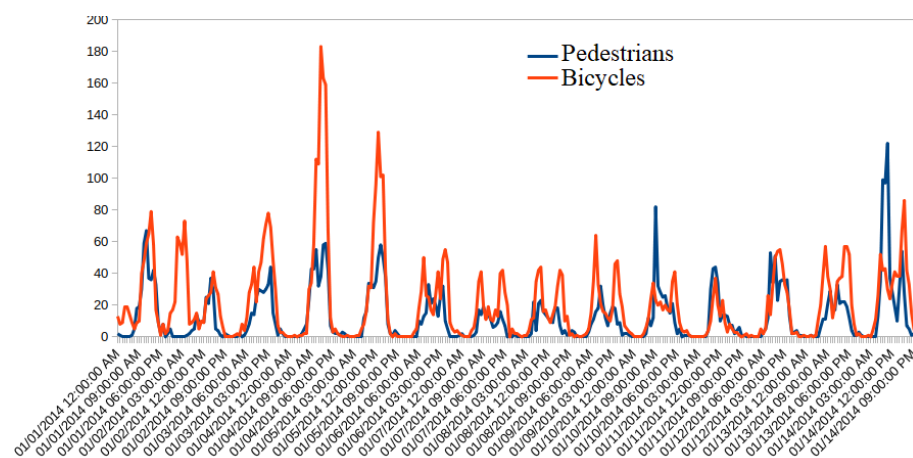 200
180
160
140
120
100
80
60
40
20
0
Pedestrians
Bicycles
01/01/2014 12:00:00 AM
01/01/2014 09:00:00 AM
01/01/2014 06:00:00 PM
01/02/2014 03:00:00 AM
01/02/2014 12:00:00 PM
01/02/2014 09:00:00 PM
01/03/2014 06:00:00 AM
01/03/2014 03:00:00 PM
01/04/2014 12:00:00 AM
01/04/2014 09:00:00 AM
01/04/2014 06:00:00 PM
01/05/2014 03:00:00 AM
01/05/2014 12:00:00 PM
01/05/2014 09:00:00 PM
01/06/2014 06:00:00 AM
01/06/2014 03:00:00 PM
01/07/2014 12:00:00 AM
01/07/2014 09:00:00 AM
01/07/2014 06:00:00 PM
01/08/2014 03:00:00 AM
01/08/2014 12:00:00 PM
01/08/2014 09:00:00 PM
01/09/2014 06:00:00 AM
01/09/2014 03:00:00 PM
01/10/2014 12:00:00 AM
01/10/2014 09:00:00 AM
01/10/2014 06:00:00 PM
01/11/2014 03:00:00 AM
01/11/2014 12:00:00 PM
01/11/2014 09:00:00 PM
01/12/2014 06:00:00 AM
01/12/2014 03:00:00 PM
01/13/2014 12:00:00 AM
01/13/2014 09:00:00 AM
01/13/2014 06:00:00 PM
01/14/2014 03:00:00 AM
01/14/2014 12:00:00 PM
01/14/2014 09:00:00 PM